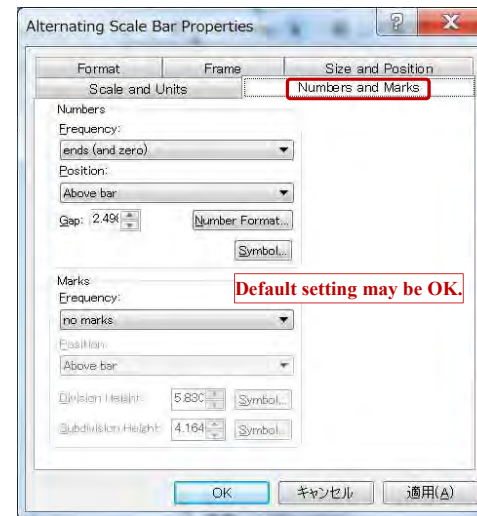 Alternating Scale Bar Properties
Format Frame Size and Position
Scale and Units Numbers and Marks
Numbers
Frequency:
ends (and zero)
Position:
Above bar
Gap: 2.496 Number Format...
Symbol...
Marks
Default setting may be OK.
Frequency:
no marks
Position:
Above bar
Division Height: 5.830 Symbol...
Subdivision Height: 4.164 Symbol...
OK キャンセル 適用(A)